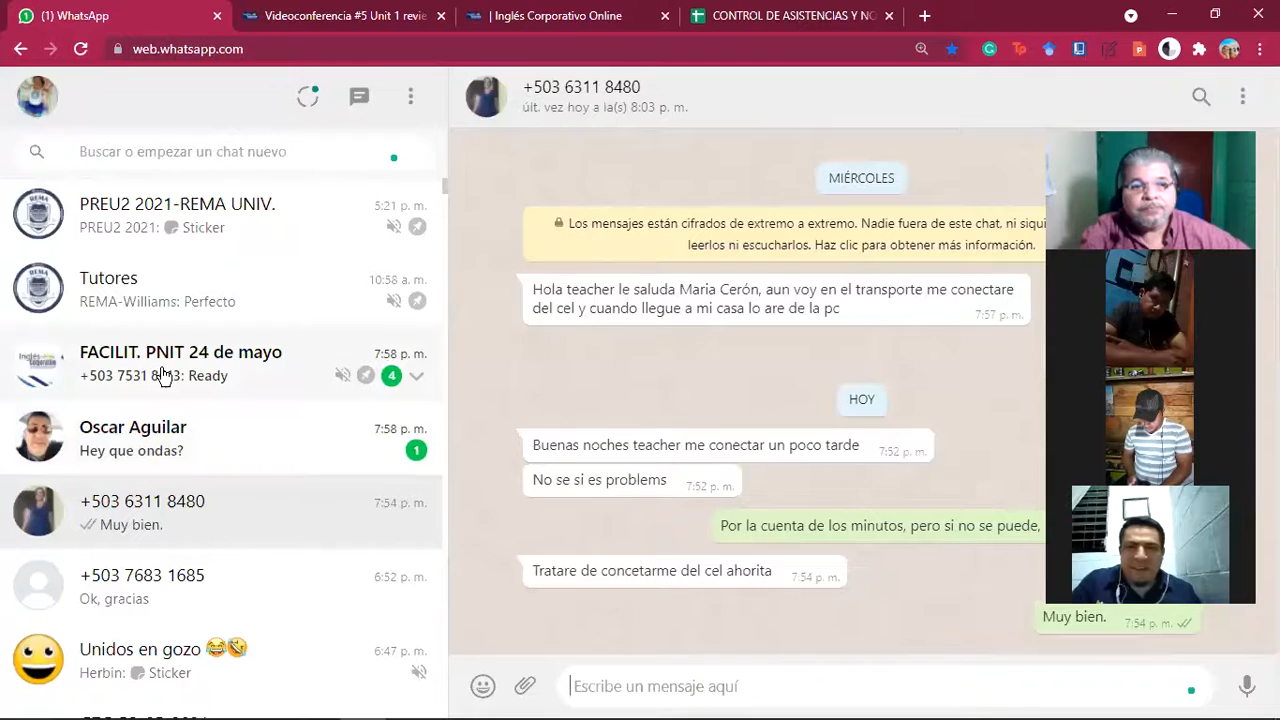 (1) WhatsApp
Videoconferencia #5 Unit 1 revie
| Inglés Corporativo Online
CONTROL DE ASISTENCIAS Y NO
web.whatsapp.com
+503 6311 8480
últ. vez hoy a la(s) 8:03 p. m.
Buscar o empezar un chat nuevo
PREU2 2021-REMA UNIV.
5:21 p. m.
PREU2 2021: Sticker
Tutores
10:58 a. m.
REMA-Williams: Perfecto
FACILIT. PNIT 24 de mayo
7:58 p. m.
+503 7531 : Ready
4
Oscar Aguilar
7:58 p. m.
Hey que ondas?
1
+503 6311 8480
7:54 p. m.
Muy bien.
+503 7683 1685
6:52 p. m.
Ok, gracias
Unidos en gozo 😂🤣
6:47 p. m.
Herbin: Sticker
MIÉRCOLES
Los mensajes están cifrados de extremo a extremo. Nadie fuera de este chat, ni siqui
leerlos ni escucharlos. Haz clic para obtener más información.
Hola teacher le saluda María Cerón, aun voy en el transporte me conectare
del cel y cuando llegue a mi casa lo are de la pc
7:57 p. m.
HOY
Buenas noches teacher me conectar un poco tarde
7:52 p. m.
No se si es problems
7:52 p. m.
Por la cuenta de los minutos, pero si no se puede,
Tratare de concetarme del cel ahorita
7:54 p. m.
Muy bien.
7:54 p. m.
Escribe un mensaje aquí